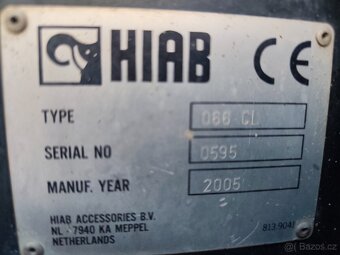 HIAB CE
TYPE 066 CL
SERIAL NO 0595
MANUF. YEAR 2005
HIAB ACCESSORIES B.V.
NL - 7940 KA MEPPEL
NETHERLANDS
813.9041
© Bazoš.cz